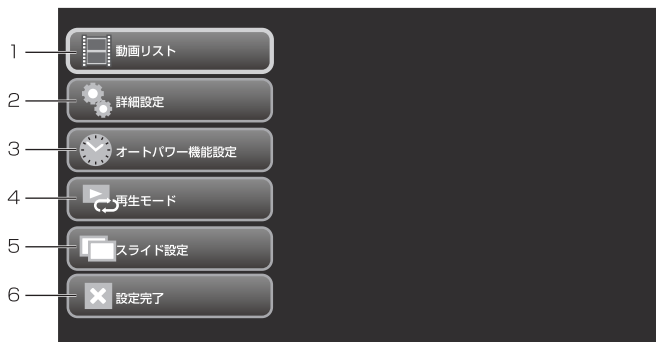 1 動画リスト
2 詳細設定
3 オートパワー機能設定
4 再生モード
5 スライド設定
6 設定完了